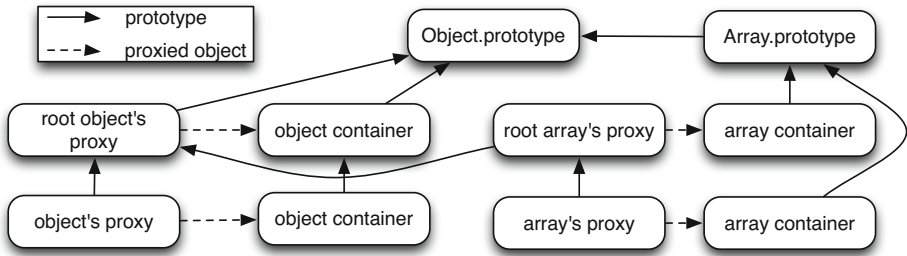 prototype
proxied object
Object.prototype
Array.prototype
root object's
proxy
object container
root array's proxy
array container
object's proxy
object container
array's proxy
array container